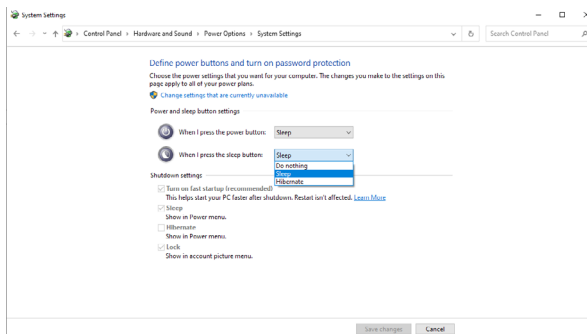 System Settings
Control Panel > Hardware and Sound > Power Options > System Settings
Search Control Panel
Define power buttons and turn on password protection
Choose the power settings that you want for your computer. The changes you make to the settings on this
page apply to all of your power plans.
Change settings that are currently unavailable
Power and sleep button settings
When I press the power button: Sleep
When I press the sleep button: Sleep
Do nothing
Sleep
Hibernate
Shutdown settings
Turn on fast startup (recommended)
This helps start your PC faster after shutdown. Restart isn't affected. Learn More
Sleep
Show in Power menu.
Hibernate
Show in Power menu.
Lock
Show in account picture menu.
Save changes Cancel